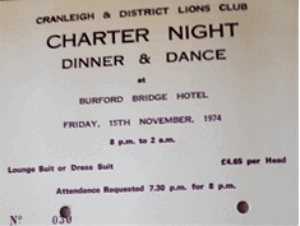 CRANLEIGH & DISTRICT LIONS CLUB
CHARTER NIGHT
DINNER & DANCE
at
BURFORD BRIDGE HOTEL
FRIDAY, 15TH NOVEMBER, 1974
8 p.m. to 2 a.m.
Lounge Suit or Dress Suit £4.65 per Head
Attendance Requested 7.30 p.m. for 8 p.m.
Nº 030